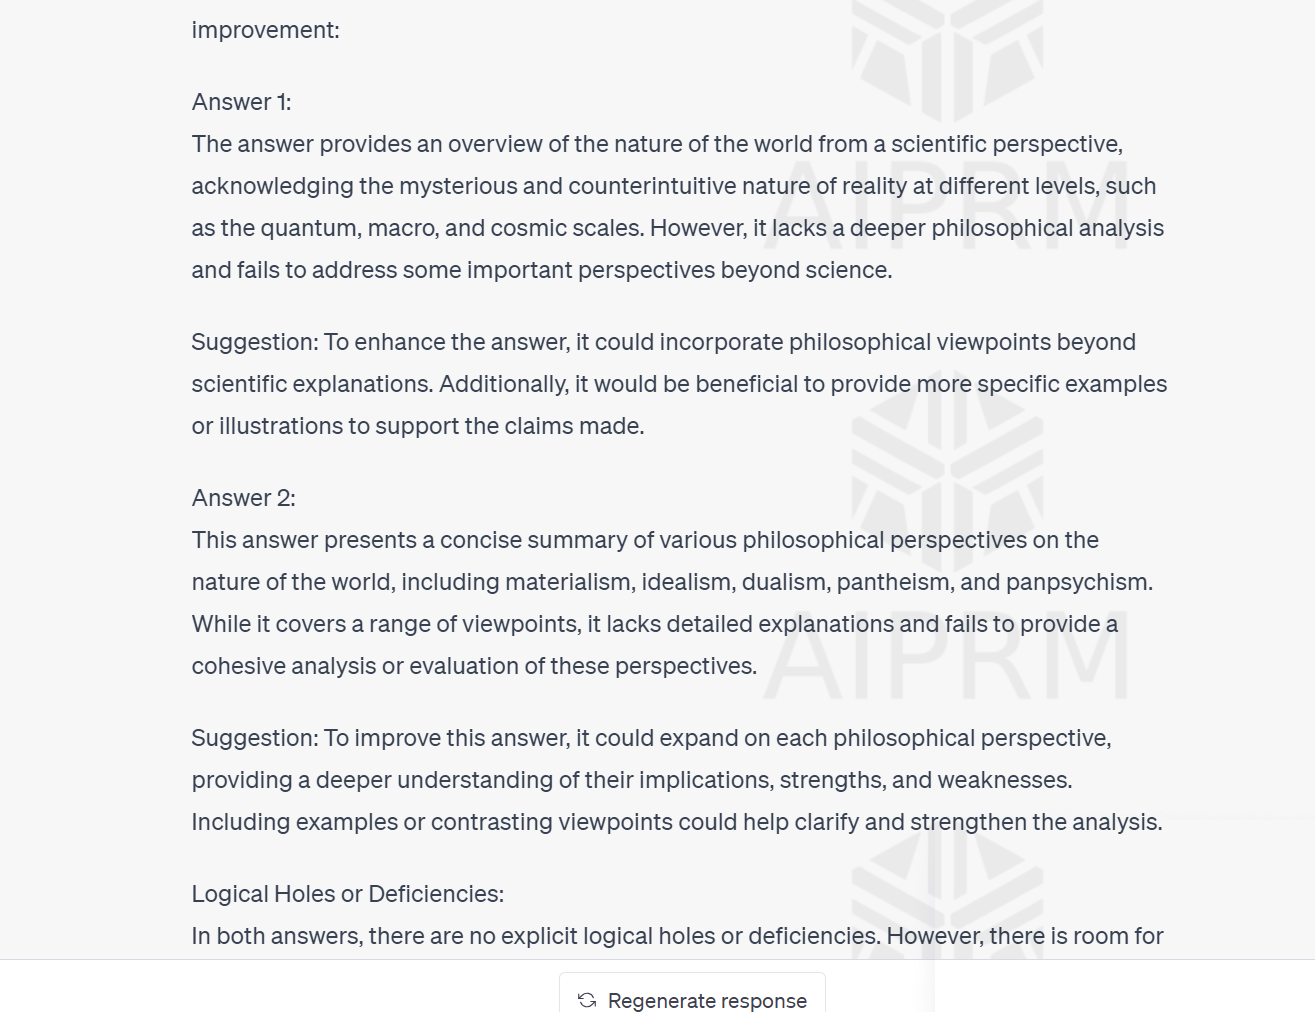 improvement:
Answer 1:
The answer provides an overview of the nature of the world from a scientific perspective,
acknowledging the mysterious and counterintuitive nature of reality at different levels, such
as the quantum, macro, and cosmic scales. However, it lacks a deeper philosophical analysis
and fails to address some important perspectives beyond science.
AIPRM
Suggestion: To enhance the answer, it could incorporate philosophical viewpoints beyond
scientific explanations. Additionally, it would be beneficial to provide more specific examples
or illustrations to support the claims made.
Answer 2:
This answer presents a concise summary of various philosophical perspectives on the
nature of the world, including materialism, idealism, dualism, pantheism, and panpsychism.
While it covers a range of viewpoints, it lacks detailed explanations and fails to provide a
cohesive analysis or evaluation of these perspectives.
AIPRM
Suggestion: To improve this answer, it could expand on each philosophical perspective,
providing a deeper understanding of their implications, strengths, and weaknesses.
Including examples or contrasting viewpoints could help clarify and strengthen the analysis.
Logical Holes or Deficiencies:
In both answers, there are no explicit logical holes or deficiencies. However, there is room for
Regenerate response